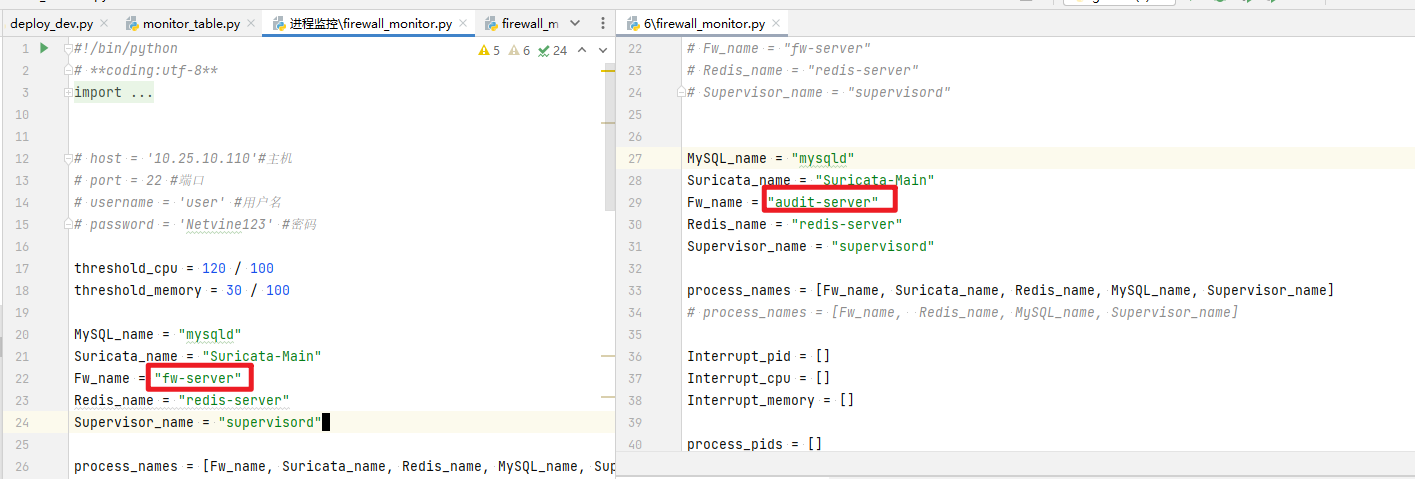 deploy_dev.py
monitor_table.py
进程监控\firewall_monitor.py
firewall_m
6\firewall_monitor.py
5 6 24
1 #!/bin/python
2 # **coding:utf-8**
3 import ...
10
11
12 # host = '10.25.10.110'#主机
13 # port = 22 #端口
14 # username = 'user' #用户名
15 # password = 'Netvine123' #密码
16
17 threshold_cpu = 120 / 100
18 threshold_memory = 30 / 100
19
20 MySQL_name = "mysqld"
21 Suricata_name = "Suricata-Main"
22 Fw_name = "fw-server"
23 Redis_name = "redis-server"
24 Supervisor_name = "supervisord"
25
26 process_names = [Fw_name, Suricata_name, Redis_name, MySQL_name, Sup
22 # Fw_name = "fw-server"
23 # Redis_name = "redis-server"
24 # Supervisor_name = "supervisord"
25
26
27 MySQL_name = "mysqld"
28 Suricata_name = "Suricata-Main"
29 Fw_name = "audit-server"
30 Redis_name = "redis-server"
31 Supervisor_name = "supervisord"
32
33 process_names = [Fw_name, Suricata_name, Redis_name, MySQL_name, Supervisor_name]
34 # process_names = [Fw_name,  Redis_name, MySQL_name, Supervisor_name]
35
36 Interrupt_pid = []
37 Interrupt_cpu = []
38 Interrupt_memory = []
39
40 process_pids = []